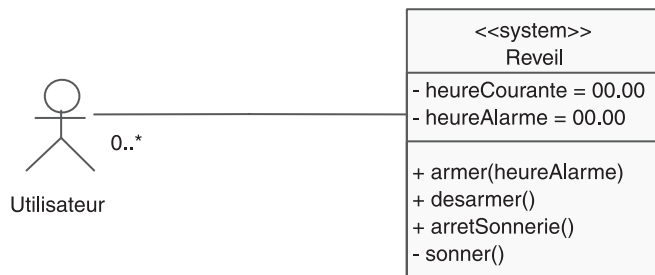 <<system>>
Reveil
- heureCourante = 00.00
- heureAlarme = 00.00
0..*
Utilisateur
+ armer(heureAlarme)
+ desarmer()
+ arretSonnerie()
- sonner()